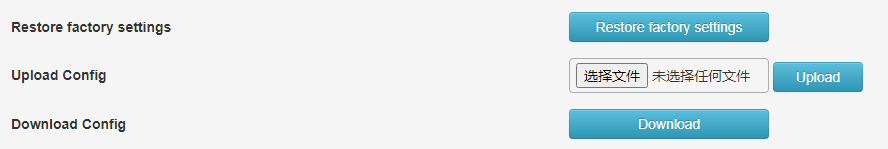 Restore factory settings Restore factory settings
Upload Config 选择文件 未选择任何文件 Upload
Download Config Download